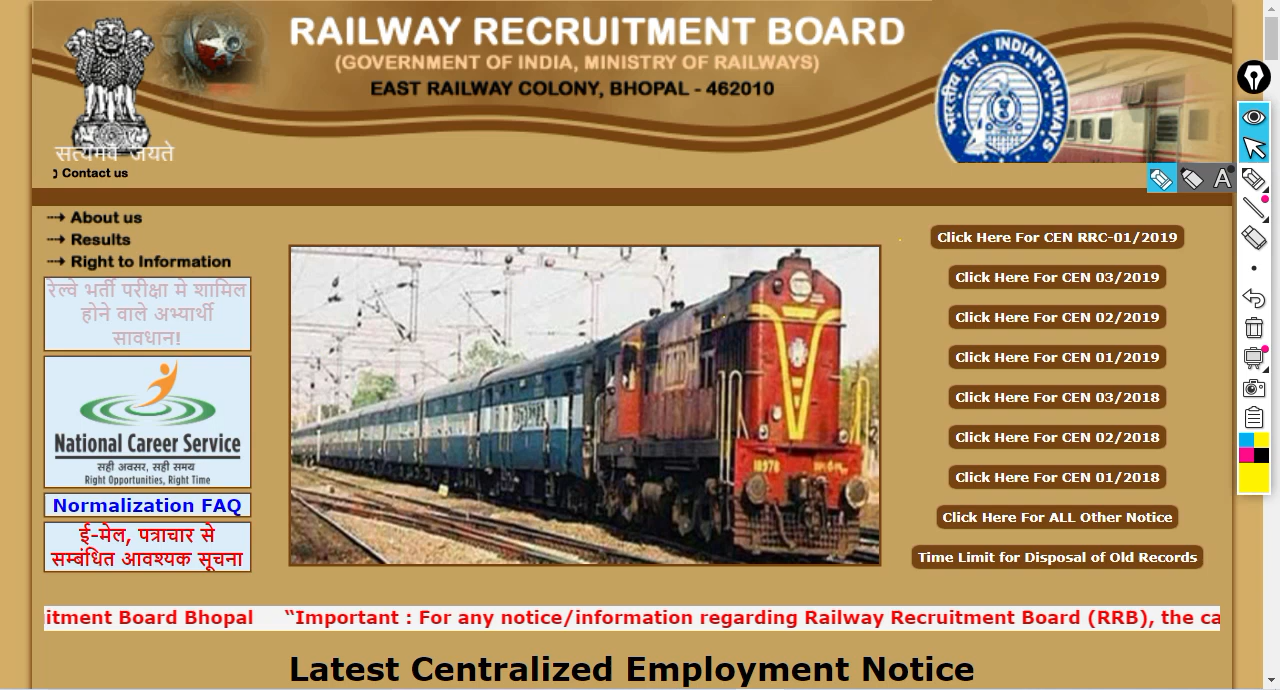 RAILWAY RECRUITMENT BOARD
(GOVERNMENT OF INDIA, MINISTRY OF RAILWAYS)
EAST RAILWAY COLONY, BHOPAL - 462010
सत्यमेव जयते
भारतीय रेल
INDIAN RAILWAYS
Contact us
A
About us
Results
Right to Information
रेल्वे भर्ती परीक्षा मे शामिल
होने वाले अभ्यार्थी
सावधान!
National Career Service
सही अवसर, सही समय
Right Opportunities, Right Time
Normalization FAQ
ई-मेल, पत्राचार से
सम्बंधित आवश्यक सूचना
Click Here For CEN RRC-01/2019
Click Here For CEN 03/2019
Click Here For CEN 02/2019
Click Here For CEN 01/2019
Click Here For CEN 03/2018
Click Here For CEN 02/2018
Click Here For CEN 01/2018
Click Here For ALL Other Notice
Time Limit for Disposal of Old Records
itment Board Bhopal “Important : For any notice/information regarding Railway Recruitment Board (RRB), the ca
Latest Centralized Employment Notice